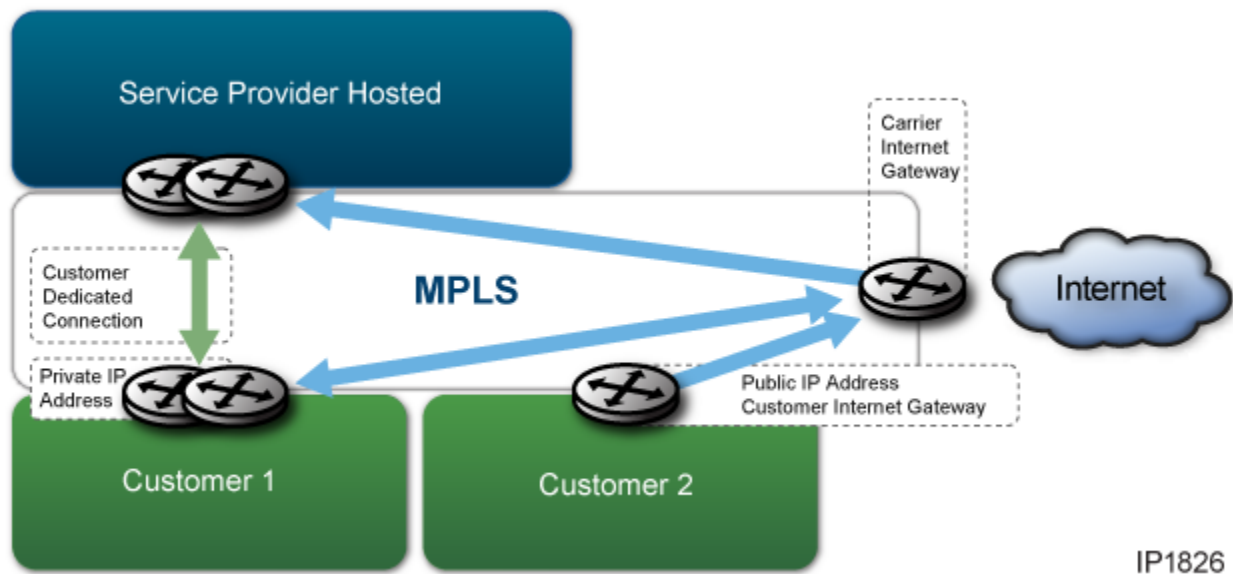 Service Provider Hosted
Carrier
Internet
Gateway
Customer
Dedicated
Connection
MPLS
Internet
Private IP
Address
Public IP Address
Customer Internet Gateway
Customer 1
Customer 2
IP1826